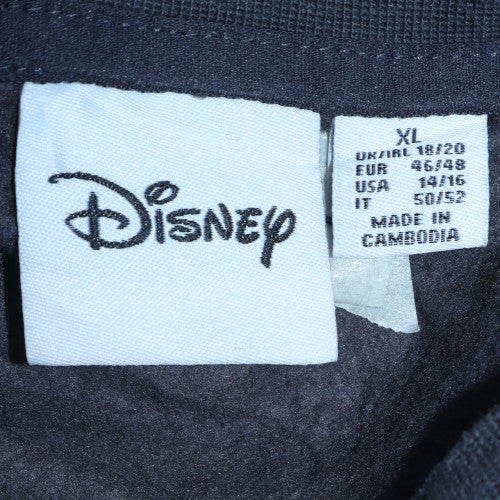 Disney
XL
UK/IRL 18/20
EUR 46/48
USA 14/16
IT 50/52
MADE IN
CAMBODIA